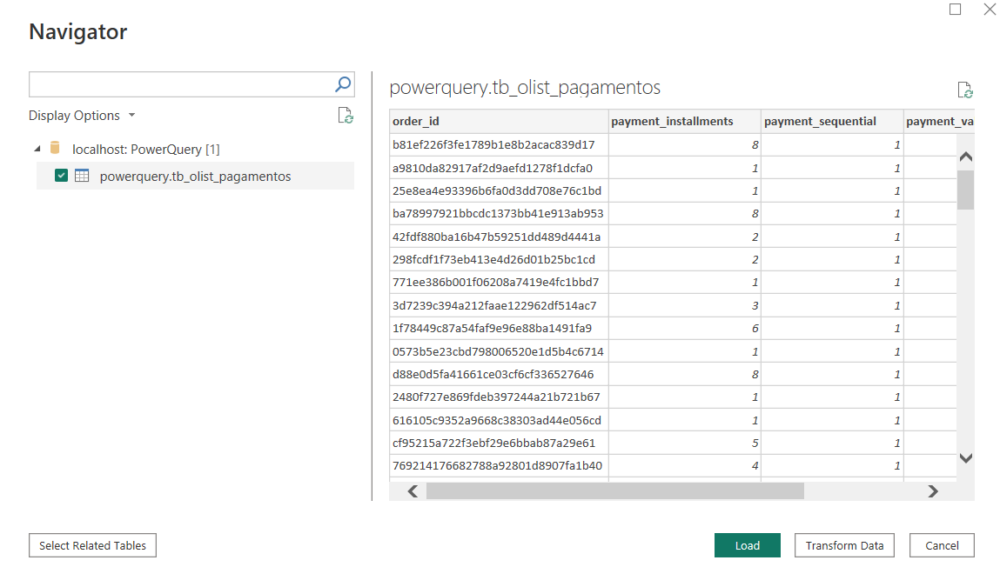 Navigator
Display Options
localhost: PowerQuery [1]
powerquery.tb_olist_pagamentos
powerquery.tb_olist_pagamentos
order_id payment_installments payment_sequential payment_va
b81ef226f3fe1789b1e8b2acac839d17 8 1
a9810da82917af2d9aefd1278f1dcfa0 1 1
25e8ea4e93396b6fa0d3dd708e76c1bd 1 1
ba78997921bbcdc1373bb41e913ab953 8 1
42fdf880ba16b47b59251dd489d4441a 2 1
298fcdf1f73eb413e4d26d01b25bc1cd 2 1
771ee386b001f06208a7419e4fc1bbd7 1 1
3d7239c394a212faae122962df514ac7 3 1
1f78449c87a54faf9e96e88ba1491fa9 6 1
0573b5e23cbd798006520e1d5b4c6714 1 1
d88e0d5fa41661ce03cf6cf336527646 8 1
2480f727e869fdeb397244a21b721b67 1 1
616105c9352a9668c38303ad44e056cd 1 1
cf95215a722f3ebf29e6bbab87a29e61 5 1
769214176682788a92801d8907fa1b40 4 1
Select Related Tables
Load
Transform Data
Cancel